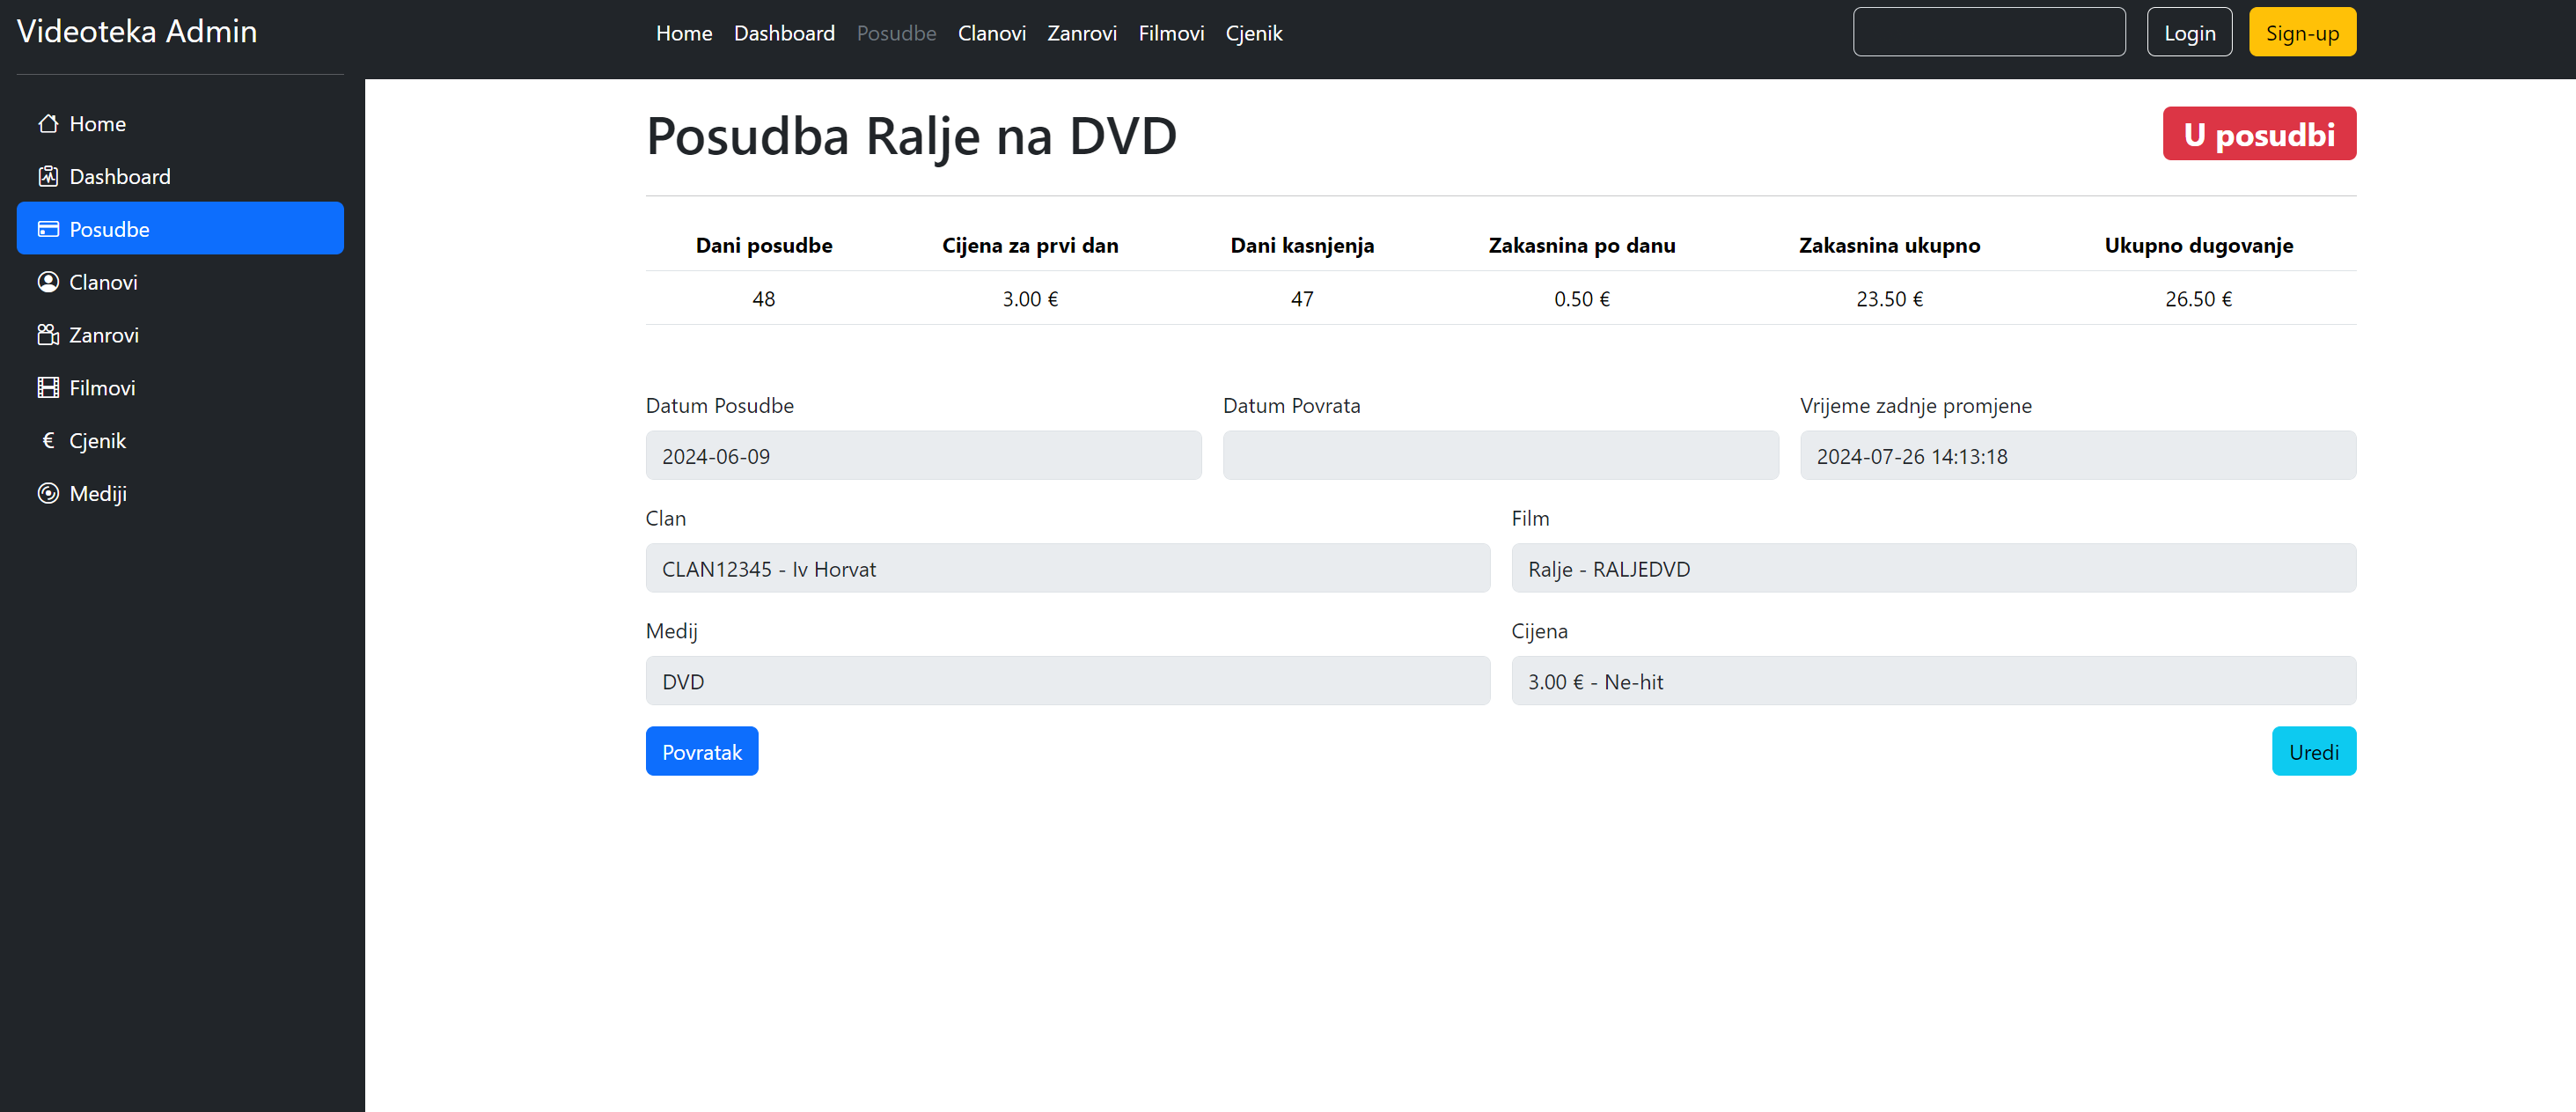 Videoteka Admin
Home Dashboard Posudbe Clanovi Zanrovi Filmovi Cjenik
Login Sign-up
Home
Dashboard
Posudbe
Clanovi
Zanrovi
Filmovi
€ Cjenik
Mediji
Posudba Ralje na DVD
U posudbi
Dani posudbe Cijena za prvi dan Dani kasnjenja Zakasnina po danu Zakasnina ukupno Ukupno dugovanje
48 3.00 € 47 0.50 € 23.50 € 26.50 €
Datum Posudbe Datum Povrata Vrijeme zadnje promjene
2024-06-09 2024-07-26 14:13:18
Clan Film
CLAN12345 - Iv Horvat Ralje - RALJEDVD
Medij Cijena
DVD 3.00 € - Ne-hit
Povratak Uredi